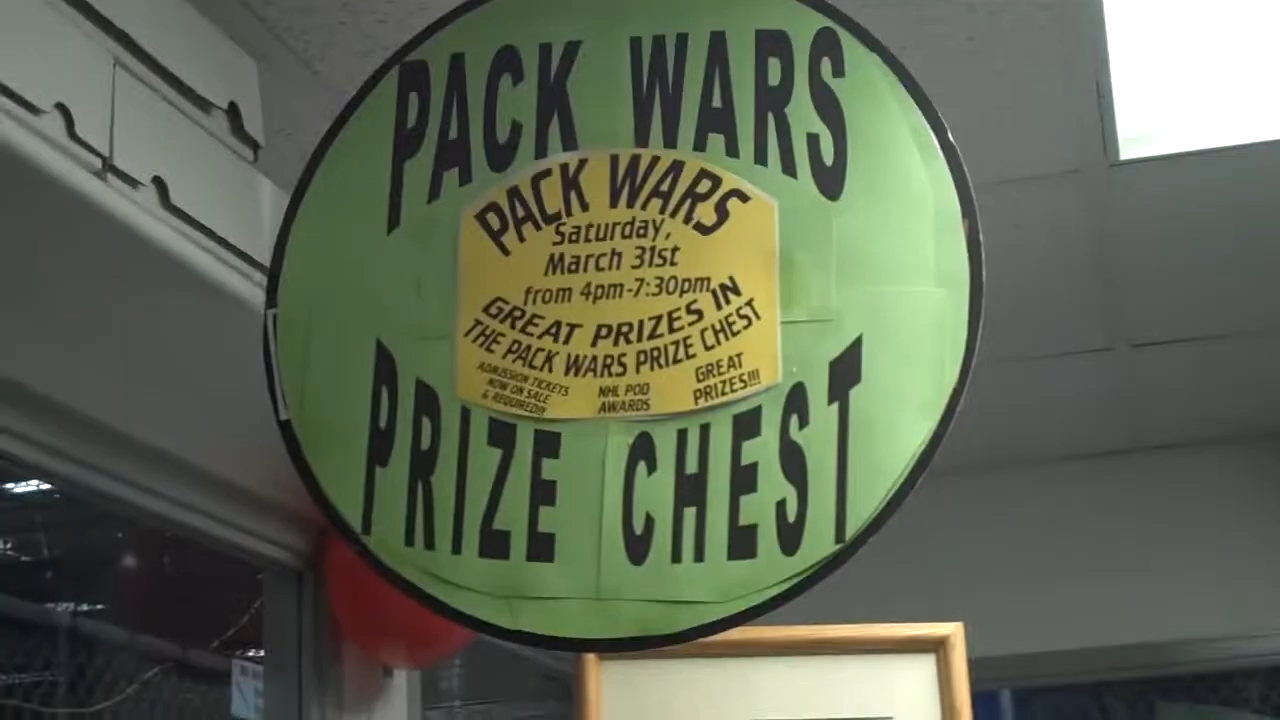 PACK WARS
PACK WARS
Saturday,
March 31st
from 4pm-7:30pm
GREAT PRIZES IN
THE PACK WARS PRIZE CHEST
ADMISSION TICKETS
NOW ON SALE
& REQUIRED!!!
NHL POD
AWARDS
GREAT
PRIZES!!!
PRIZE CHEST